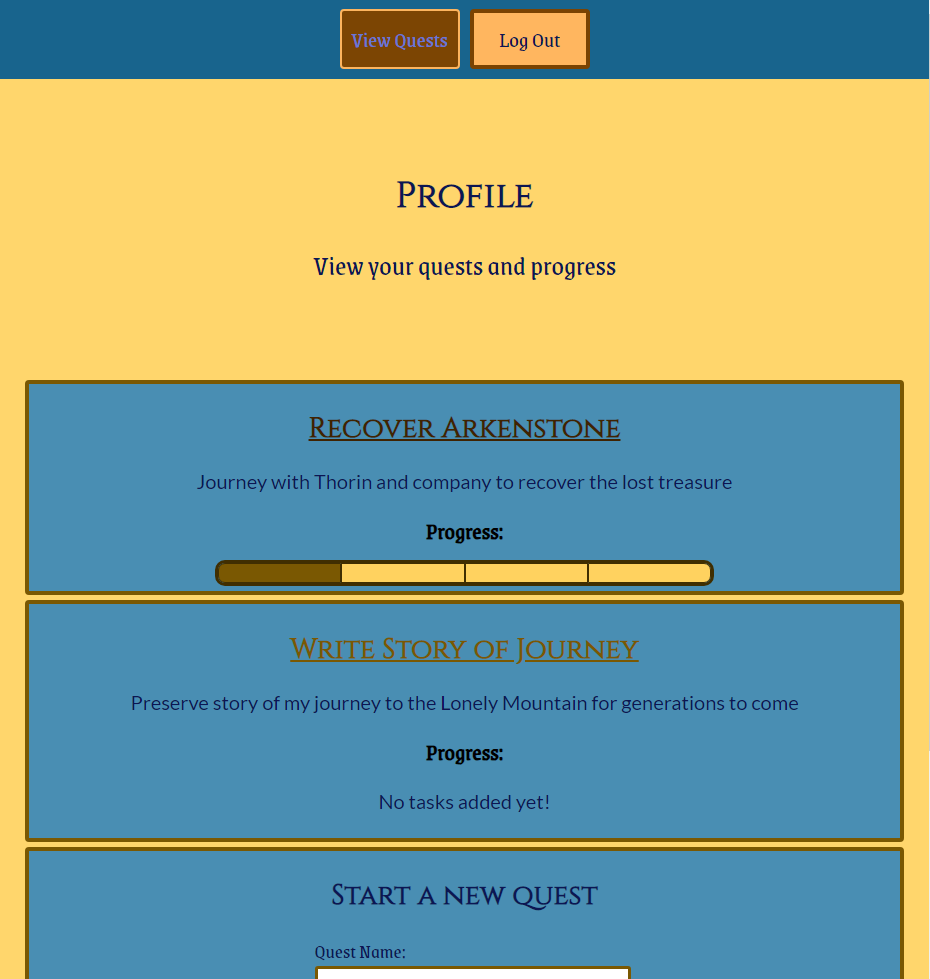 View Quests
Log Out
Profile
View your quests and progress
Recover Arkenstone
Journey with Thorin and company to recover the lost treasure
Progress:
Write Story of Journey
Preserve story of my journey to the Lonely Mountain for generations to come
Progress:
No tasks added yet!
Start a new quest
Quest Name: